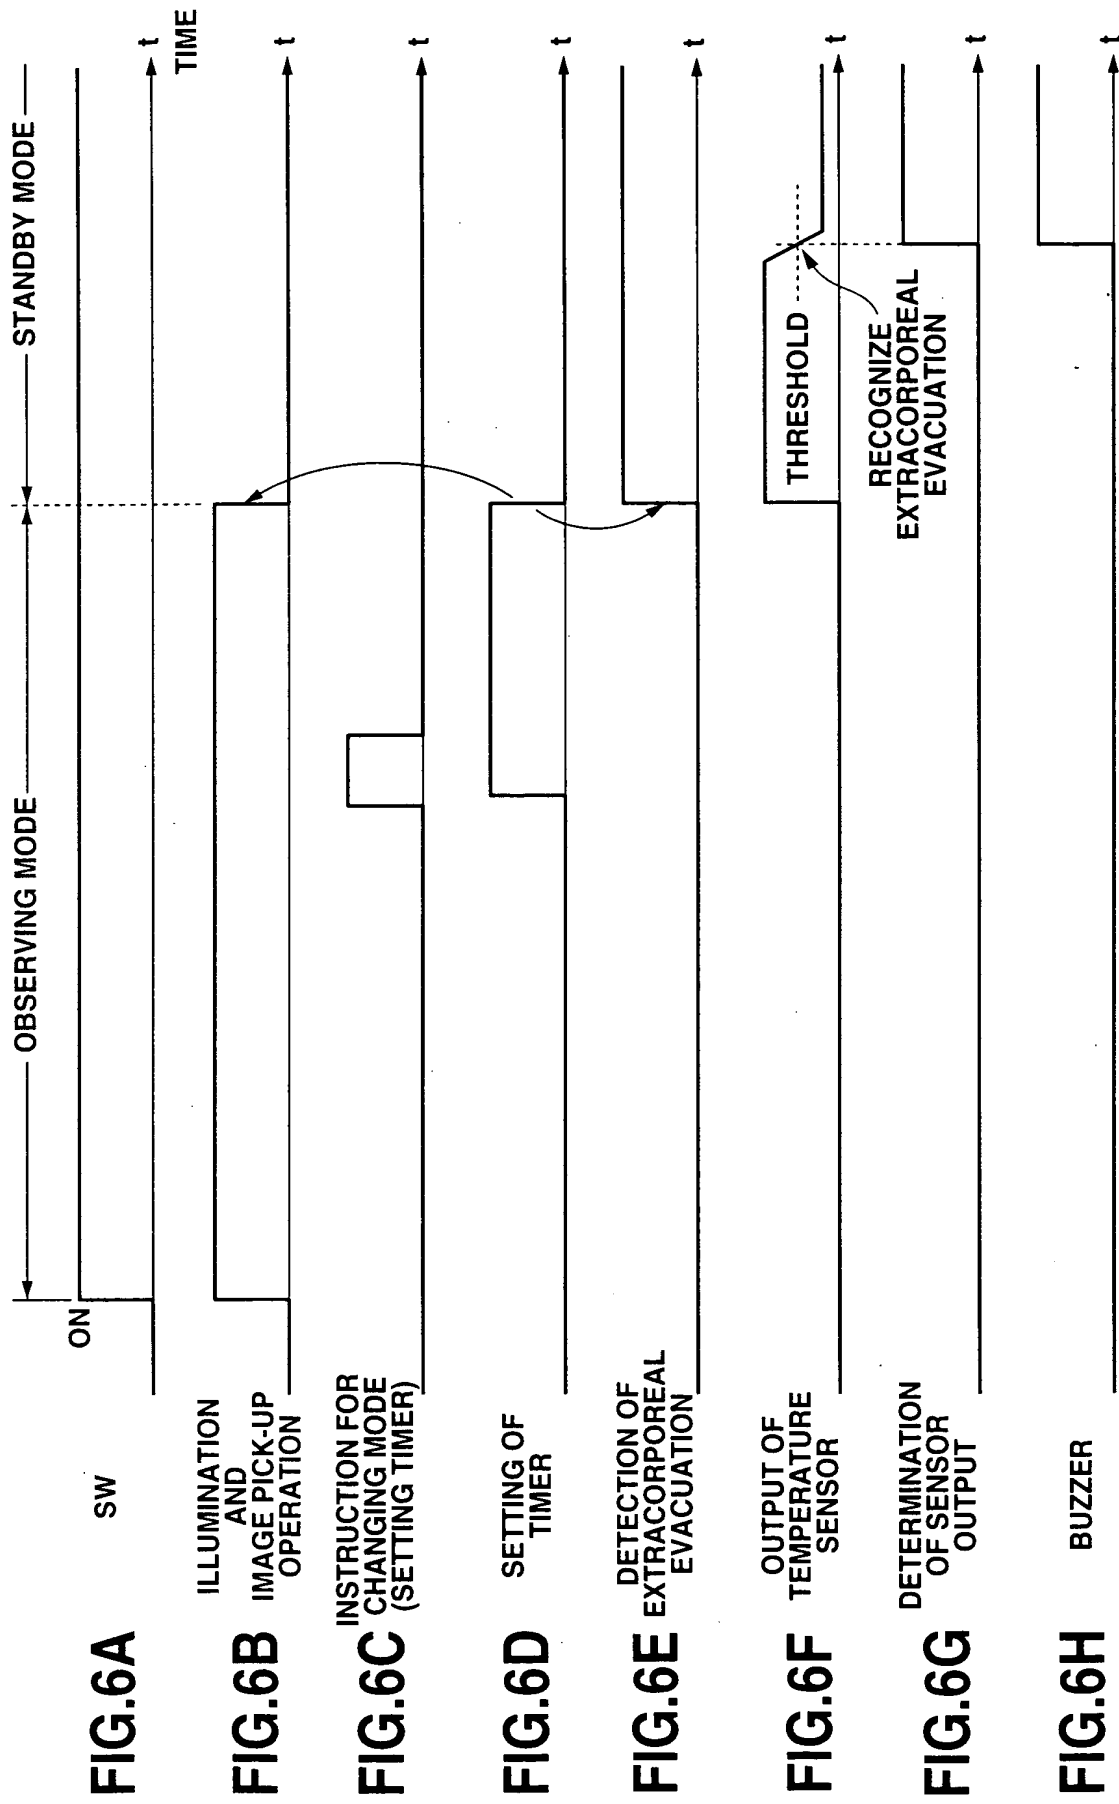 OBSERVING MODE
STANDBY MODE
FIG.6A
SW
ON
t
TIME
FIG.6B
ILLUMINATION
AND
IMAGE PICK-UP
OPERATION
t
FIG.6C
INSTRUCTION FOR
CHANGING MODE
(SETTING TIMER)
t
FIG.6D
SETTING OF
TIMER
t
FIG.6E
DETECTION OF
EXTRACORPOREAL
EVACUATION
t
FIG.6F
OUTPUT OF
TEMPERATURE
SENSOR
THRESHOLD
t
RECOGNIZE
EXTRACORPOREAL
EVACUATION
FIG.6G
DETERMINATION
OF SENSOR
OUTPUT
t
FIG.6H
BUZZER
t